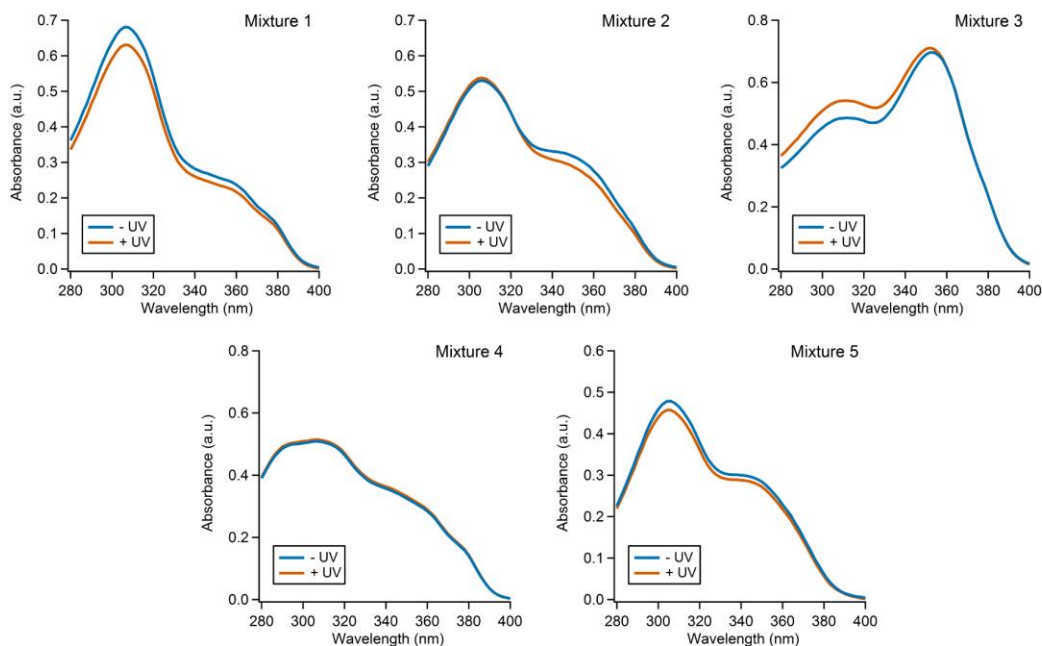 Mixture 1
0.7
0.6
0.5
0.4
0.3
0.2
0.1
0.0
Absorbance (a.u.)
- UV
+ UV
280 300 320 340 360 380 400
Wavelength (nm)
Mixture 2
0.7
0.6
0.5
0.4
0.3
0.2
0.1
0.0
Absorbance (a.u.)
- UV
+ UV
280 300 320 340 360 380 400
Wavelength (nm)
Mixture 3
0.8
0.6
0.4
0.2
0.0
Absorbance (a.u.)
- UV
+ UV
280 300 320 340 360 380 400
Wavelength (nm)
Mixture 4
0.8
0.6
0.4
0.2
0.0
Absorbance (a.u.)
- UV
+ UV
280 300 320 340 360 380 400
Wavelength (nm)
Mixture 5
0.6
0.5
0.4
0.3
0.2
0.1
0.0
Absorbance (a.u.)
- UV
+ UV
280 300 320 340 360 380 400
Wavelength (nm)